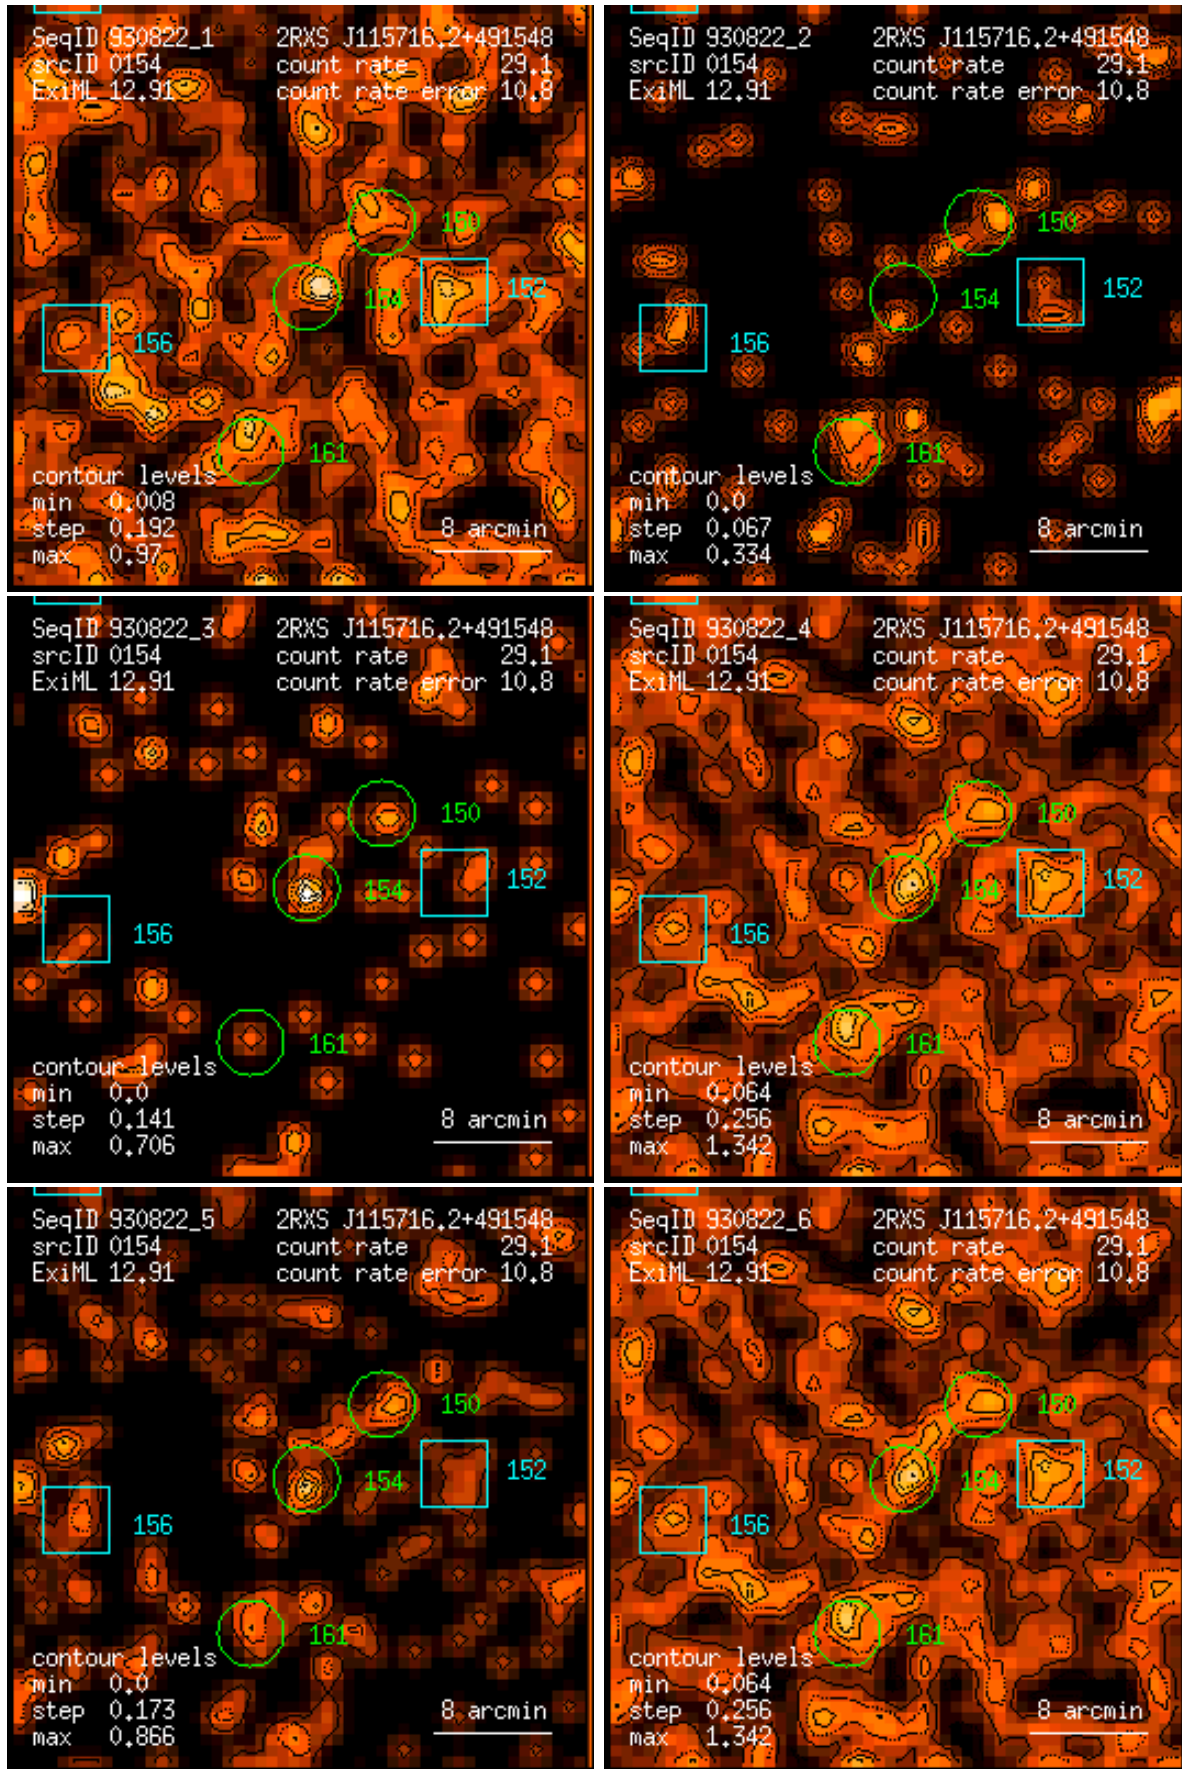 SeqID 930822_1 2RXS J115716.2+491548
srcID 0154 count rate 29.1
ExiML 12.91 count rate error 10.8
150
152
154
156
161
contour levels
min 0.008
step 0.192 8 arcmin
max 0.97
SeqID 930822_2 2RXS J115716.2+491548
srcID 0154 count rate 29.1
ExiML 12.91 count rate error 10.8
150
152
154
156
161
contour levels
min 0.0
step 0.067 8 arcmin
max 0.334
SeqID 930822_3 2RXS J115716.2+491548
srcID 0154 count rate 29.1
ExiML 12.91 count rate error 10.8
150
152
154
156
161
contour levels
min 0.0
step 0.141 8 arcmin
max 0.706
SeqID 930822_4 2RXS J115716.2+491548
srcID 0154 count rate 29.1
ExiML 12.91 count rate error 10.8
150
152
154
156
161
contour levels
min 0.064
step 0.256 8 arcmin
max 1.342
SeqID 930822_5 2RXS J115716.2+491548
srcID 0154 count rate 29.1
ExiML 12.91 count rate error 10.8
150
152
154
156
161
contour levels
min 0.0
step 0.173 8 arcmin
max 0.866
SeqID 930822_6 2RXS J115716.2+491548
srcID 0154 count rate 29.1
ExiML 12.91 count rate error 10.8
150
152
154
156
161
contour levels
min 0.064
step 0.256 8 arcmin
max 1.342